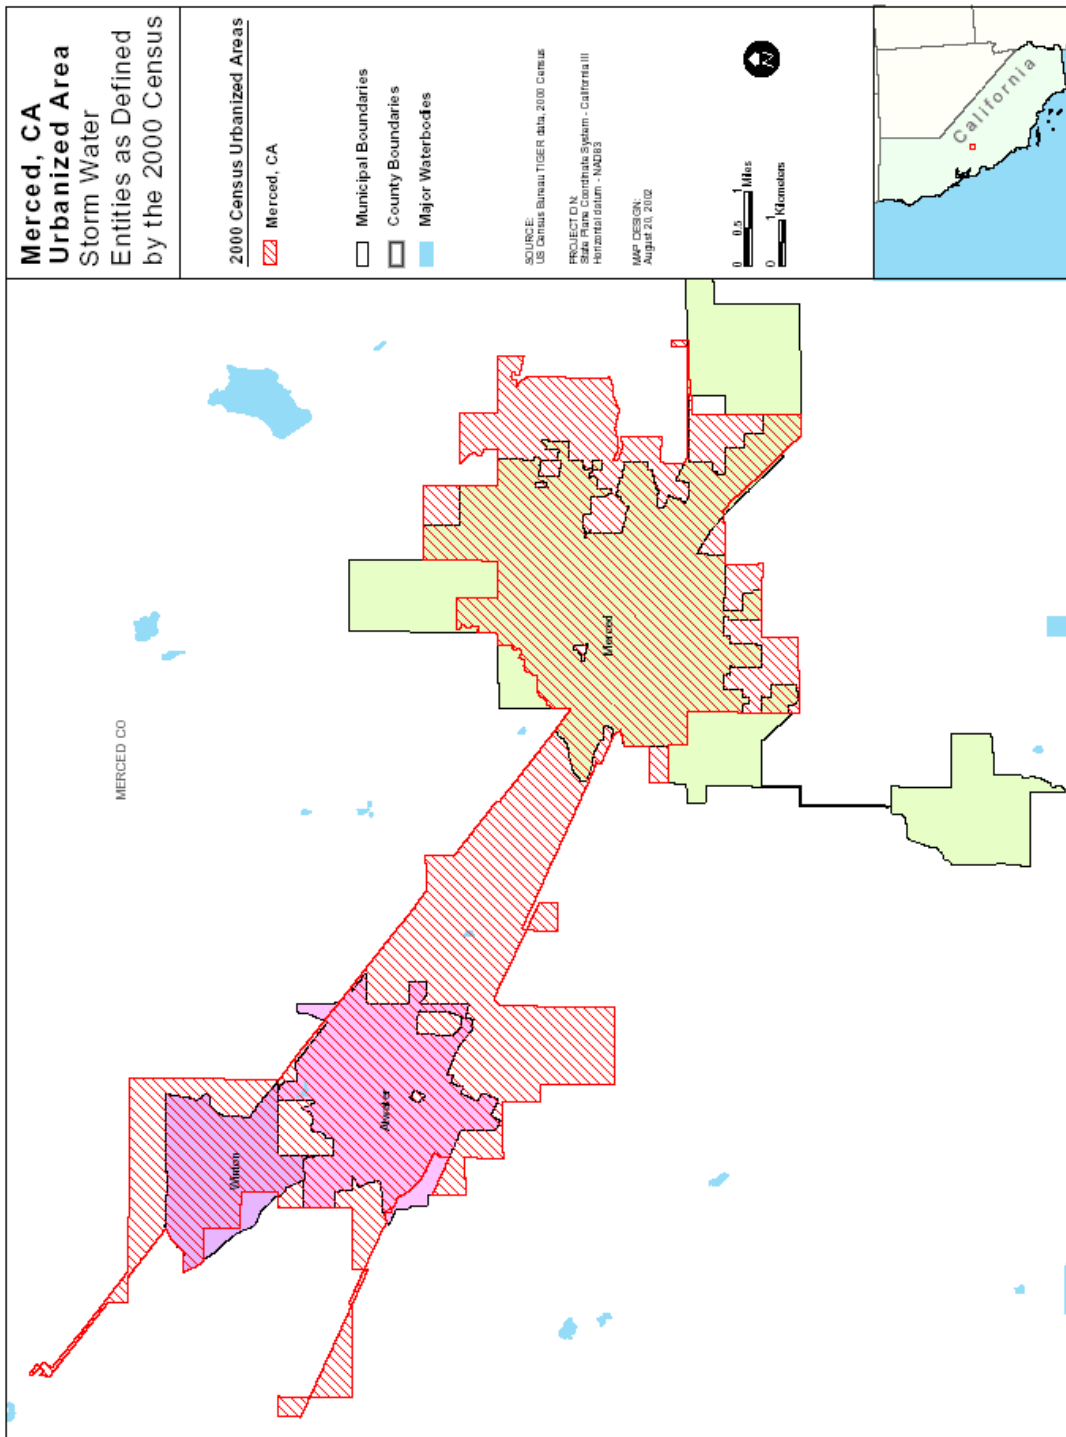 Merced, CA
Urbanized Area
Storm Water
Entities as Defined
by the 2000 Census
2000 Census Urbanized Areas
Merced, CA
Municipal Boundaries
County Boundaries
Major Waterbodies
SOURCE:
US Census Bureau TIGER data, 2000 Census
PROJECTION:
State Plane Coordinate System - California III
Horizontal datum - NAD83
MAP DESIGN:
August 20, 2002
0 0.5 1
Miles
0 1
Kilometers
N
California
MERCED CO
Merced
Atwater
Winton